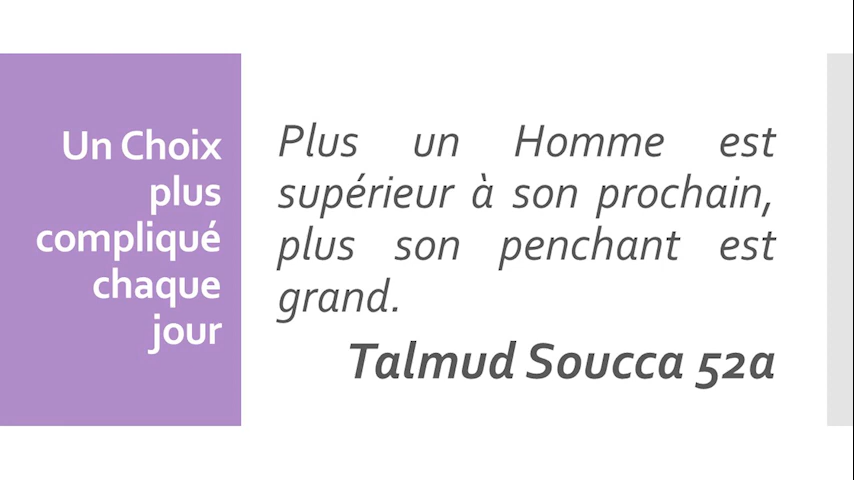 Un Choix
plus
compliqué
chaque
jour
Plus un Homme est
supérieur à son prochain,
plus son penchant est
grand.
Talmud Soucca 52a